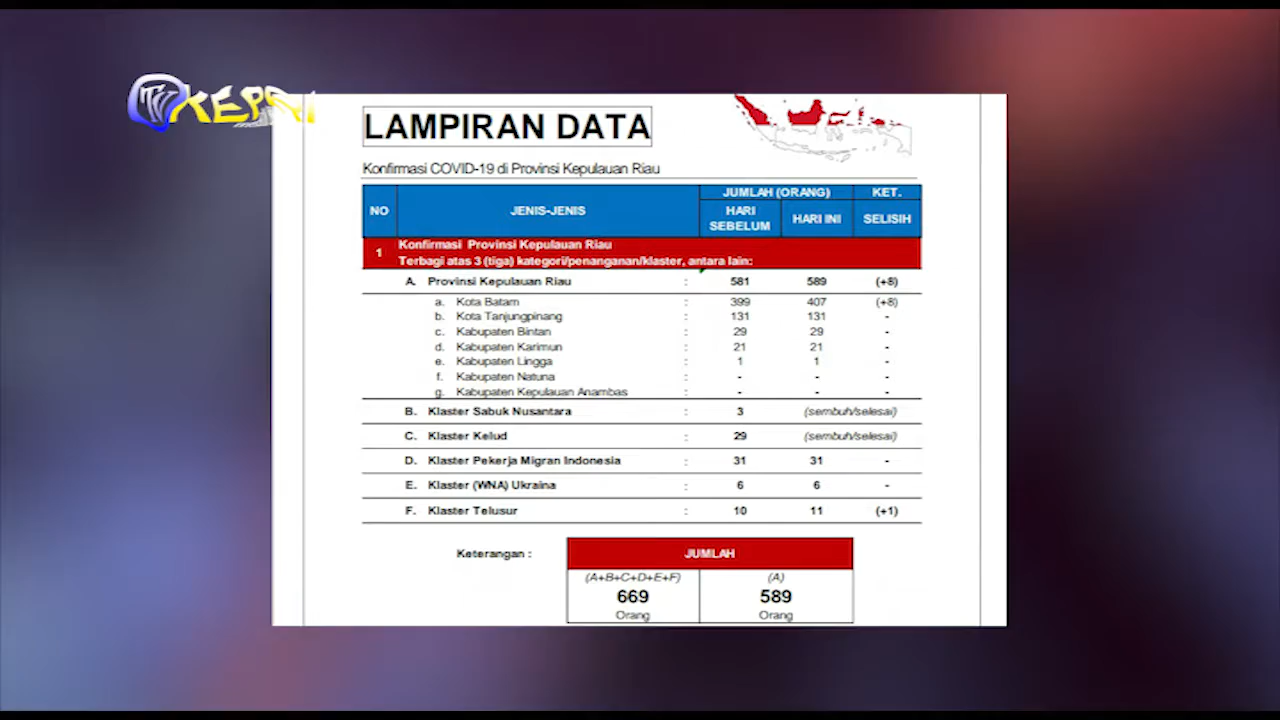 TV KEPRI
LAMPIRAN DATA
Konfirmasi COVID-19 di Provinsi Kepulauan Riau
NO JENIS-JENIS JUMLAH (ORANG) KET.
HARI SEBELUM HARI INI SELISIH
1 Konfirmasi Provinsi Kepulauan Riau
Terbagi atas 3 (tiga) kategori/penanganan/klaster, antara lain:
A. Provinsi Kepulauan Riau : 581 589 (+8)
a. Kota Batam : 399 407 (+8)
b. Kota Tanjungpinang : 131 131 -
c. Kabupaten Bintan : 29 29 -
d. Kabupaten Karimun : 21 21 -
e. Kabupaten Lingga : 1 1 -
f. Kabupaten Natuna : - - -
g. Kabupaten Kepulauan Anambas : - - -
B. Klaster Sabuk Nusantara : 3 (sembuh/selesai)
C. Klaster Kelud : 29 (sembuh/selesai)
D. Klaster Pekerja Migran Indonesia : 31 31 -
E. Klaster (WNA) Ukraina : 6 6 -
F. Klaster Telusur : 10 11 (+1)
Keterangan : JUMLAH
(A+B+C+D+E+F) (A)
669 589
Orang Orang